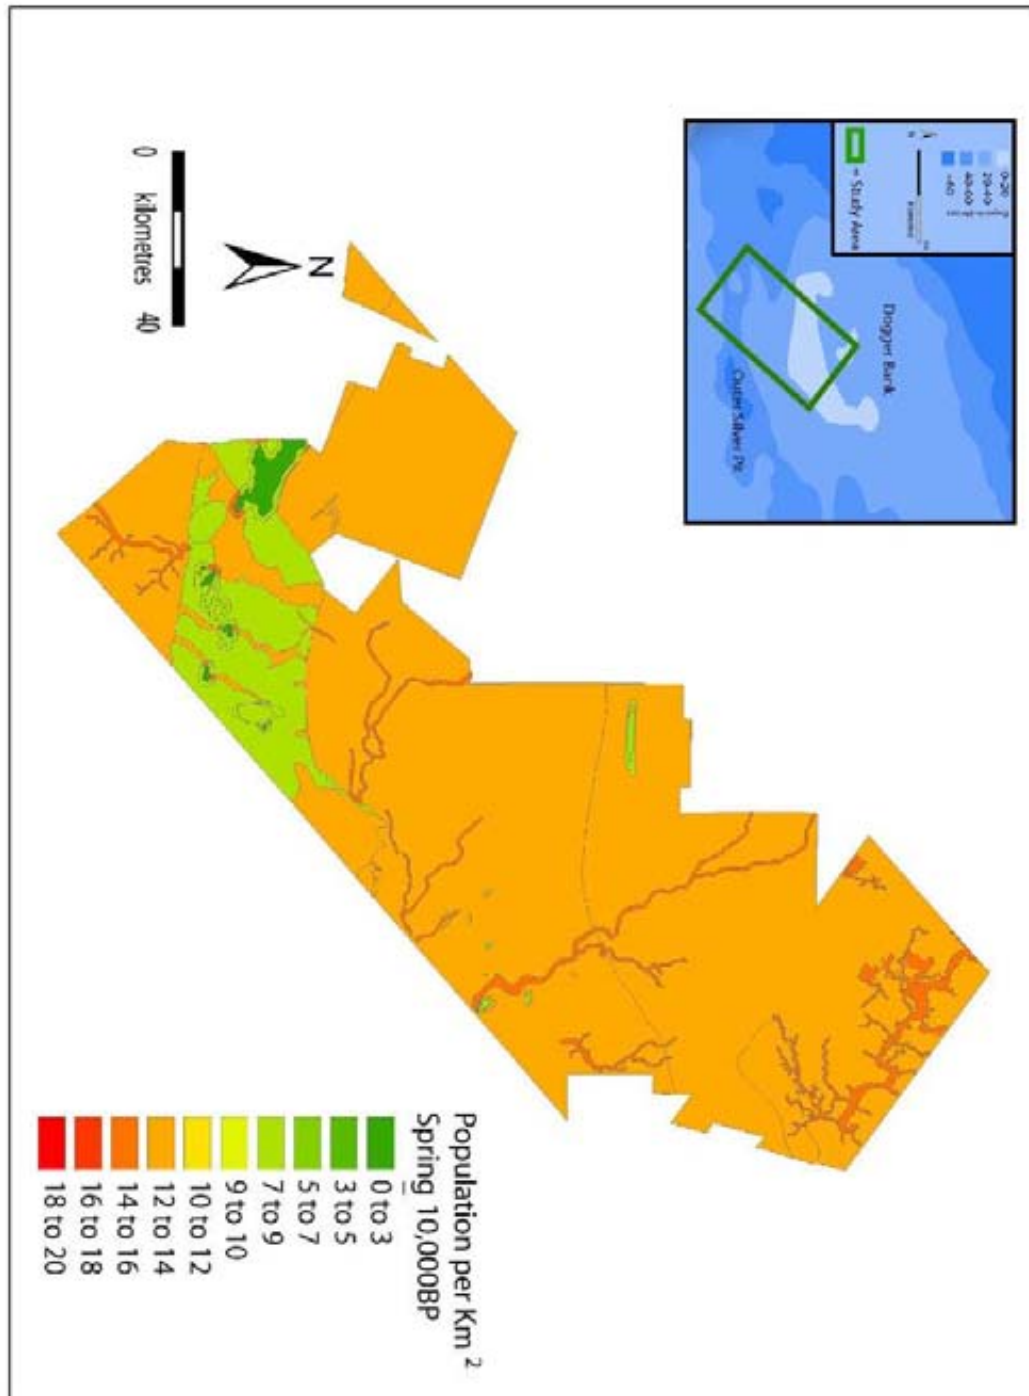 Dogger Bank
Outer Silver Pit
0-20
20-40
40-60
>60
= Study Area
N
0 kilometres 40
Population per Km 2
Spring 10,000BP
0 to 3
3 to 5
5 to 7
7 to 9
9 to 10
10 to 12
12 to 14
14 to 16
16 to 18
18 to 20